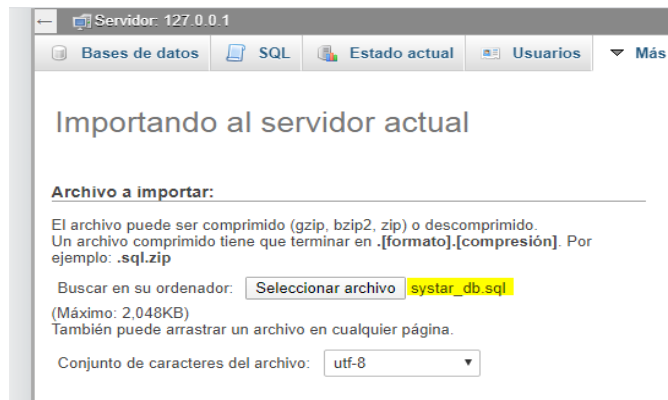 Servidor: 127.0.0.1
Bases de datos SQL Estado actual Usuarios Más
Importando al servidor actual
Archivo a importar:
El archivo puede ser comprimido (gzip, bzip2, zip) o descomprimido.
Un archivo comprimido tiene que terminar en .[formato].[compresión]. Por
ejemplo: .sql.zip
Buscar en su ordenador: Seleccionar archivo systar_db.sql
(Máximo: 2,048KB)
También puede arrastrar un archivo en cualquier página.
Conjunto de caracteres del archivo: utf-8